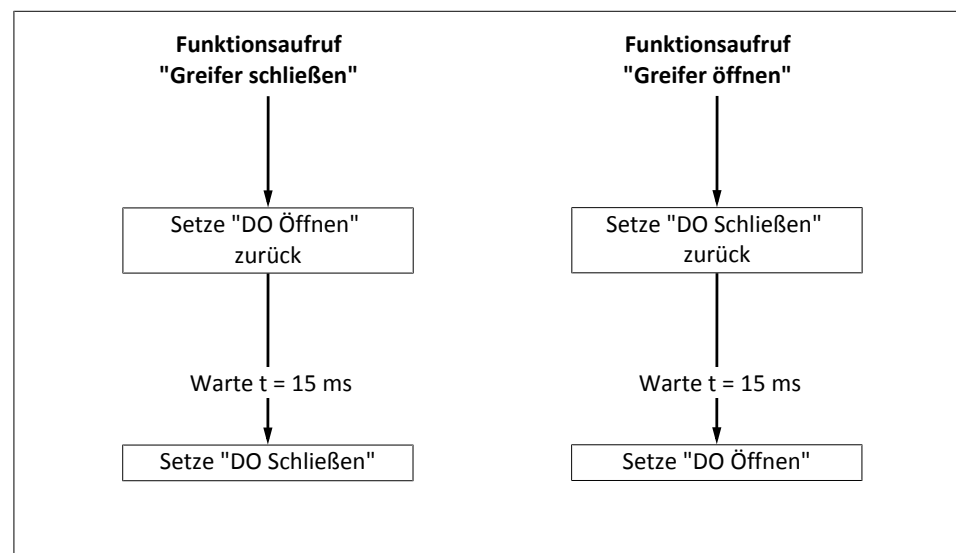 Funktionsaufruf
"Greifer schließen"
Setze "DO Öffnen"
zurück
Warte t = 15 ms
Setze "DO Schließen"
Funktionsaufruf
"Greifer öffnen"
Setze "DO Schließen"
zurück
Warte t = 15 ms
Setze "DO Öffnen"